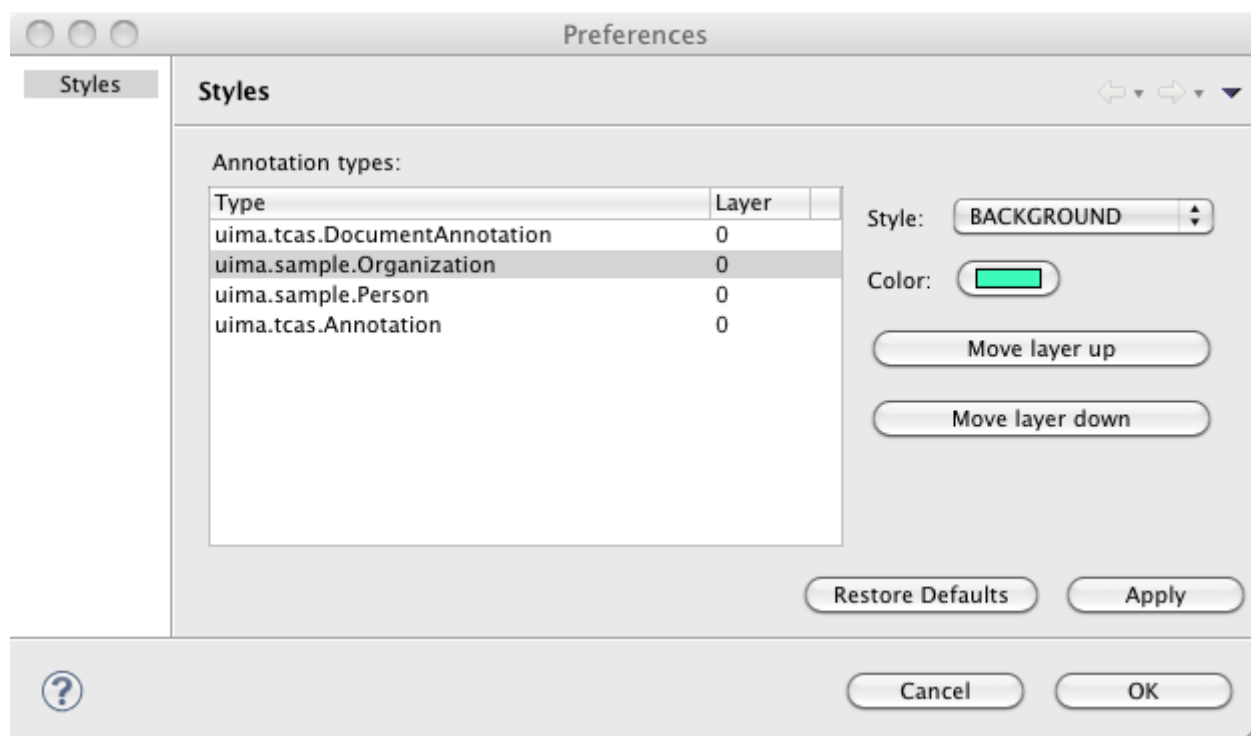 Preferences
Styles
Styles
Annotation types:
Type Layer
uima.tcas.DocumentAnnotation 0
uima.sample.Organization 0
uima.sample.Person 0
uima.tcas.Annotation 0
Style: BACKGROUND
Color:
Move layer up
Move layer down
Restore Defaults Apply
? Cancel OK